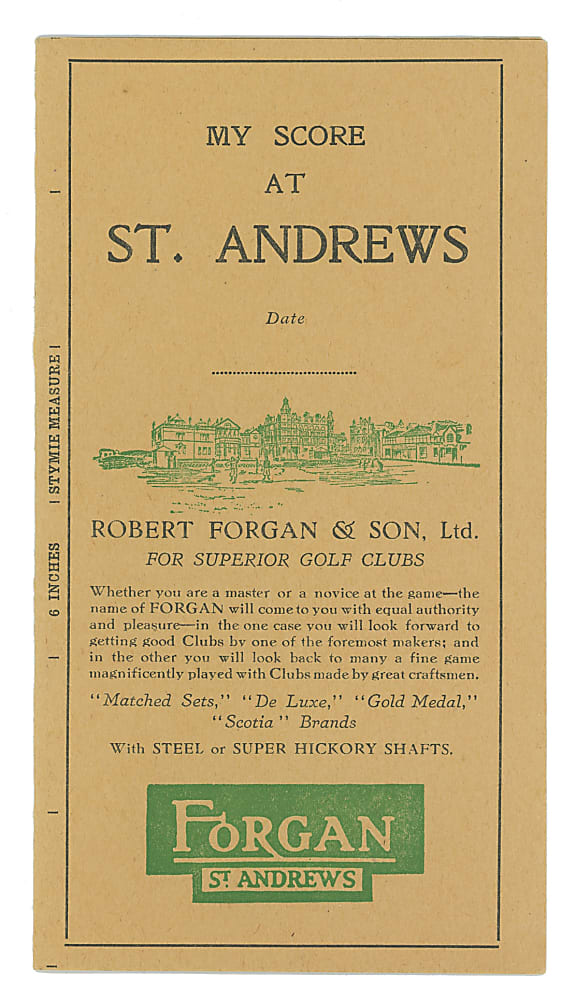 MY SCORE
AT
ST. ANDREWS
Date
ROBERT FORGAN & SON, Ltd.
FOR SUPERIOR GOLF CLUBS
Whether you are a master or a novice at the game—the
name of FORGAN will come to you with equal authority
and pleasure—in the one case you will look forward to
getting good Clubs by one of the foremost makers; and
in the other you will look back to many a fine game
magnificently played with Clubs made by great craftsmen.
"Matched Sets," "De Luxe," "Gold Medal,"
"Scotia" Brands
With STEEL or SUPER HICKORY SHAFTS.
FORGAN
ST ANDREWS
6 INCHES STYMIE MEASURE